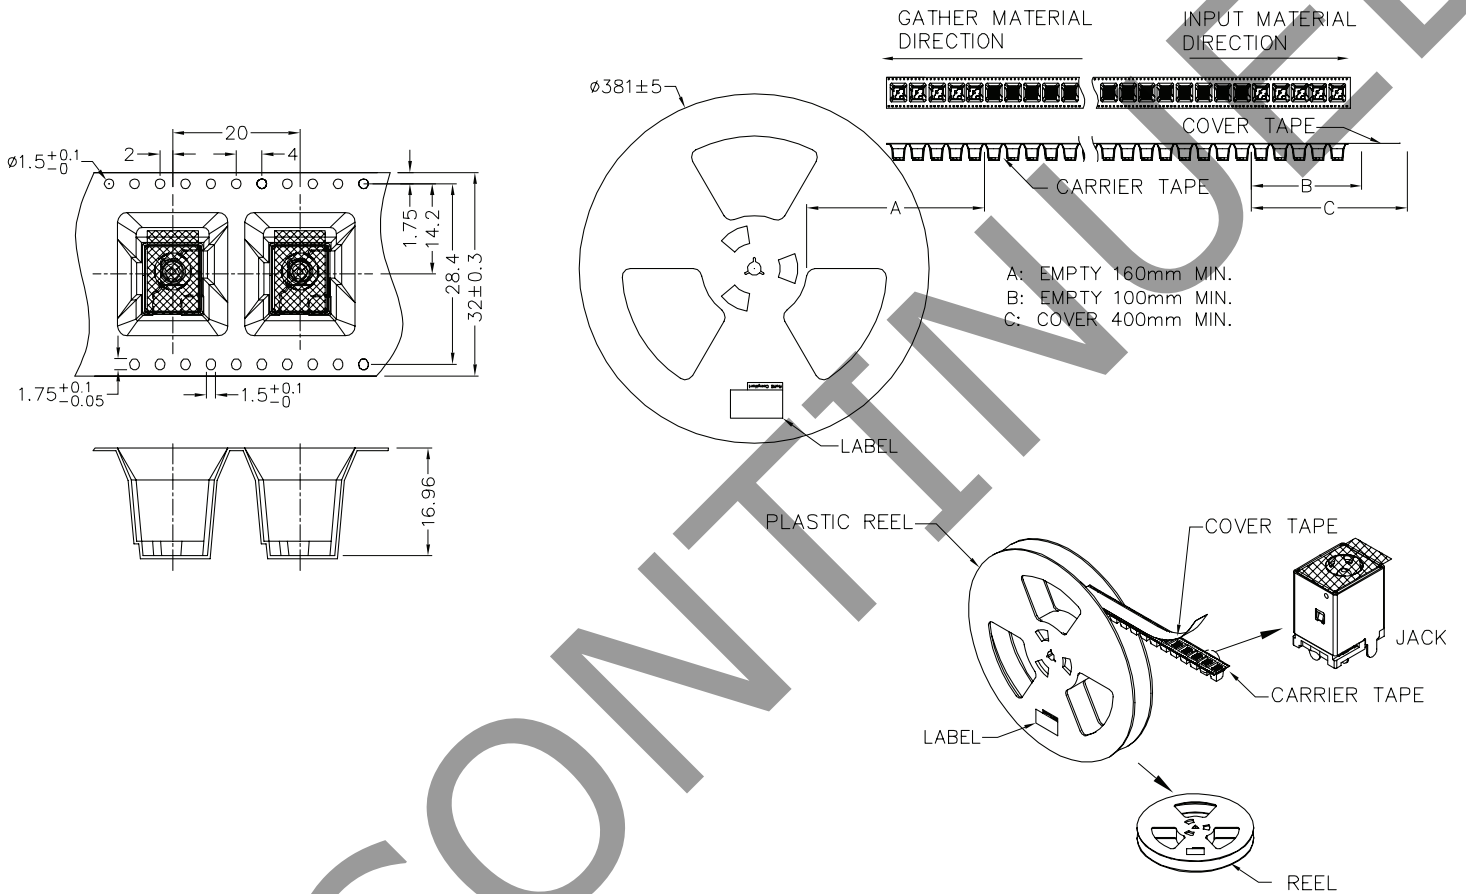 GATHER MATERIAL
DIRECTION
INPUT MATERIAL
DIRECTION
ø381±5
20
2
4
ø1.5+0.1
-0
COVER TAPE
CARRIER TAPE
A
B
C
1.75
14.2
28.4
32±0.3
A: EMPTY 160mm MIN.
B: EMPTY 100mm MIN.
C: COVER 400mm MIN.
1.75+0.1
-0.05
1.5+0.1
-0
RoHS Compliant
LABEL
16.96
PLASTIC REEL
COVER TAPE
JACK
CARRIER TAPE
LABEL
REEL
CONTINUE